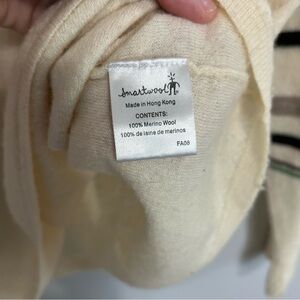 Smartwool
Made in Hong Kong
CONTENTS:
100% Merino Wool
100% de laine de marinos
FA08